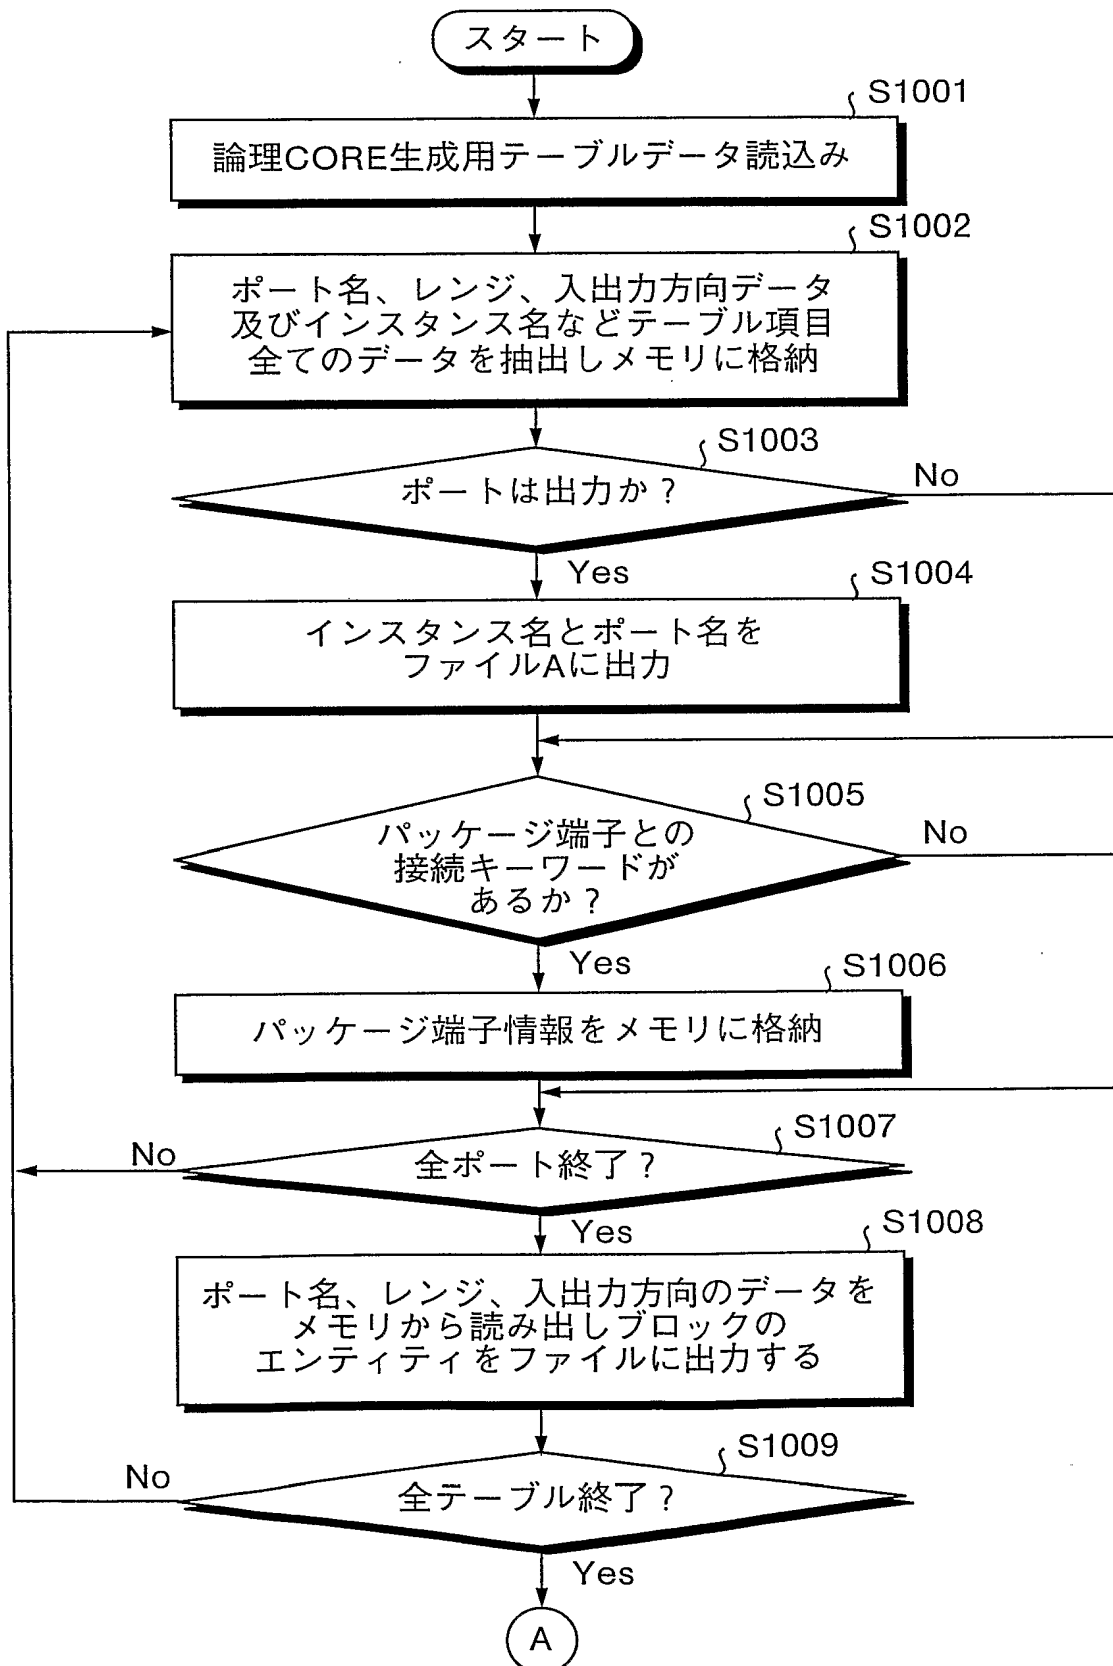 スタート
S1001
論理CORE生成用テーブルデータ読込み
S1002
ポート名、レンジ、入出力方向データ
及びインスタンス名などテーブル項目
全てのデータを抽出しメモリに格納
S1003
ポートは出力か？
No
Yes
S1004
インスタンス名とポート名を
ファイルAに出力
S1005
パッケージ端子との
接続キーワードが
あるか？
No
Yes
S1006
パッケージ端子情報をメモリに格納
S1007
全ポート終了？
No
Yes
S1008
ポート名、レンジ、入出力方向のデータを
メモリから読み出しブロックの
エンティティをファイルに出力する
S1009
全テーブル終了？
No
Yes
A